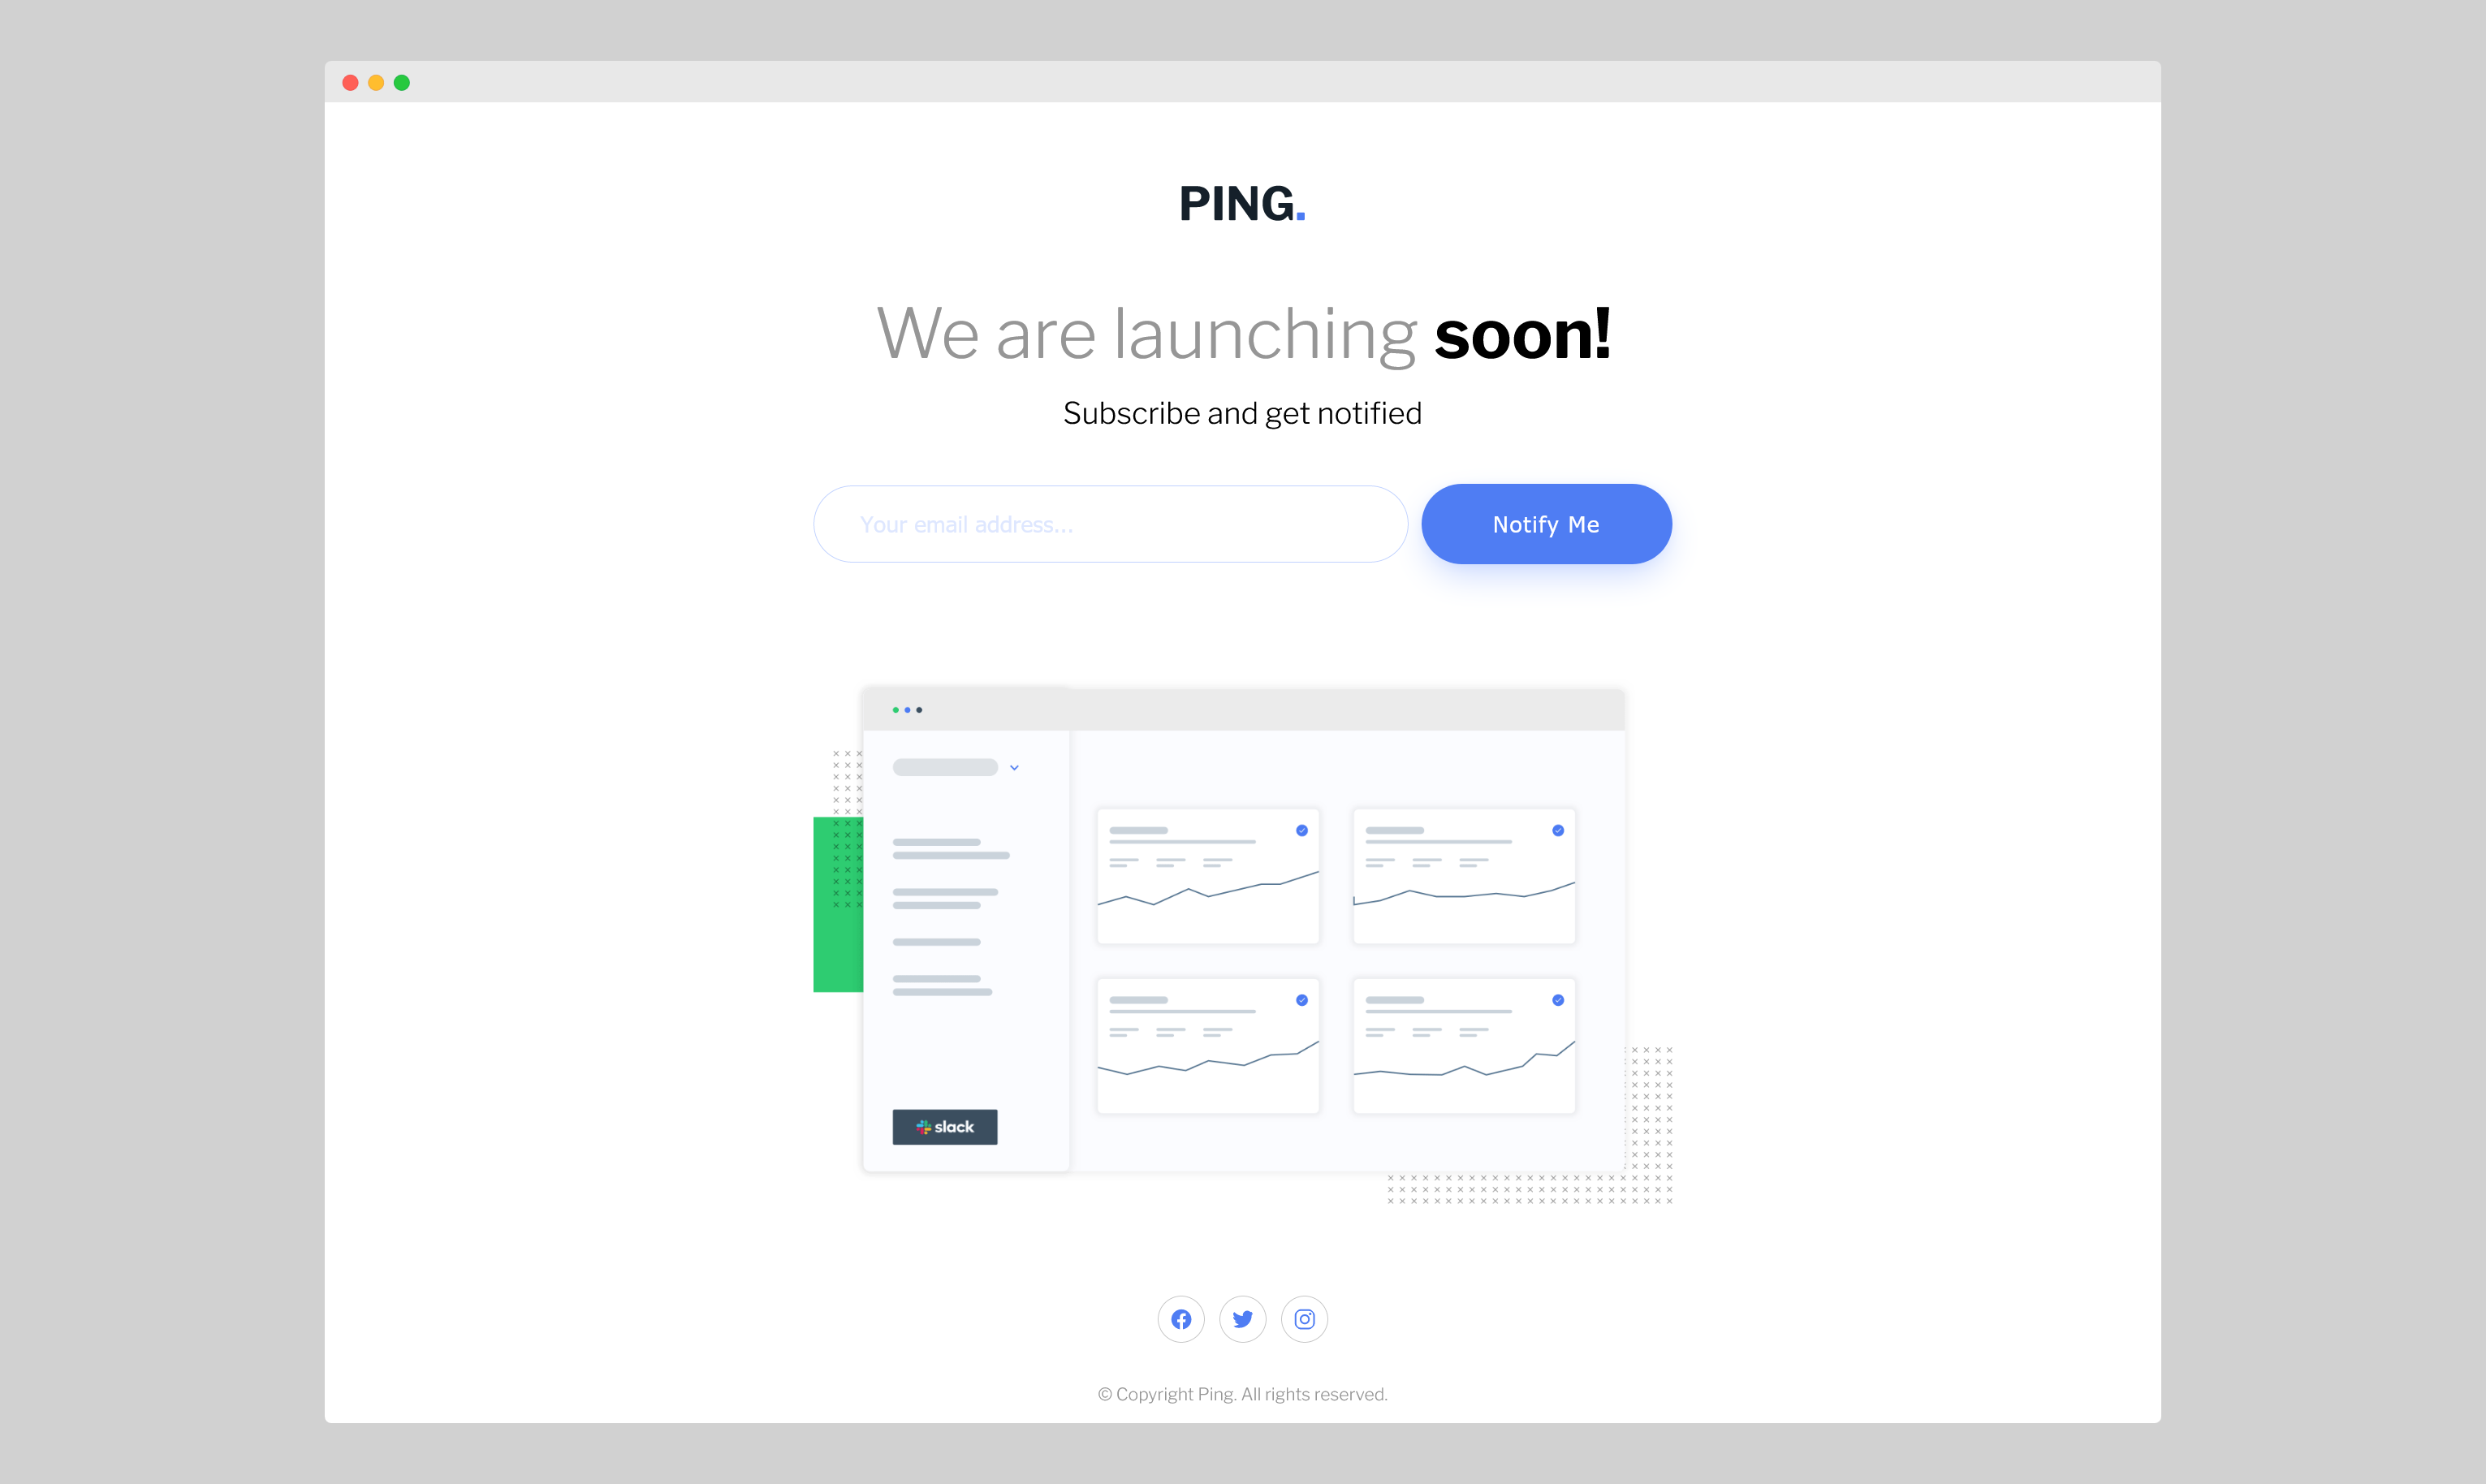 PING.
We are launching soon!
Subscribe and get notified
Your email address...
Notify Me
slack
© Copyright Ping. All rights reserved.